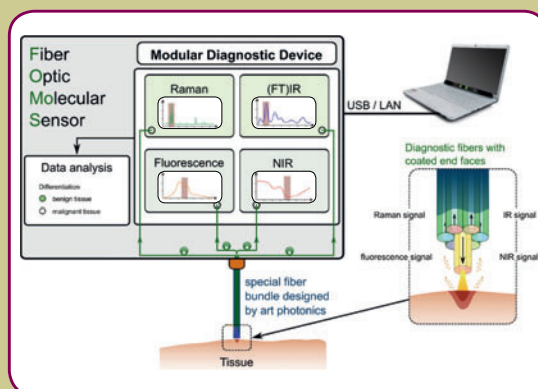 Fiber
Optic
Molecular
Sensor
Modular Diagnostic Device
Raman
(FT)IR
Fluorescence
NIR
USB / LAN
Data analysis
Differentiation
benign tissue
malignant tissue
Diagnostic fibers with
coated end faces
Raman signal
IR signal
fluorescence signal
NIR signal
special fiber
bundle designed
by art photonics
Tissue